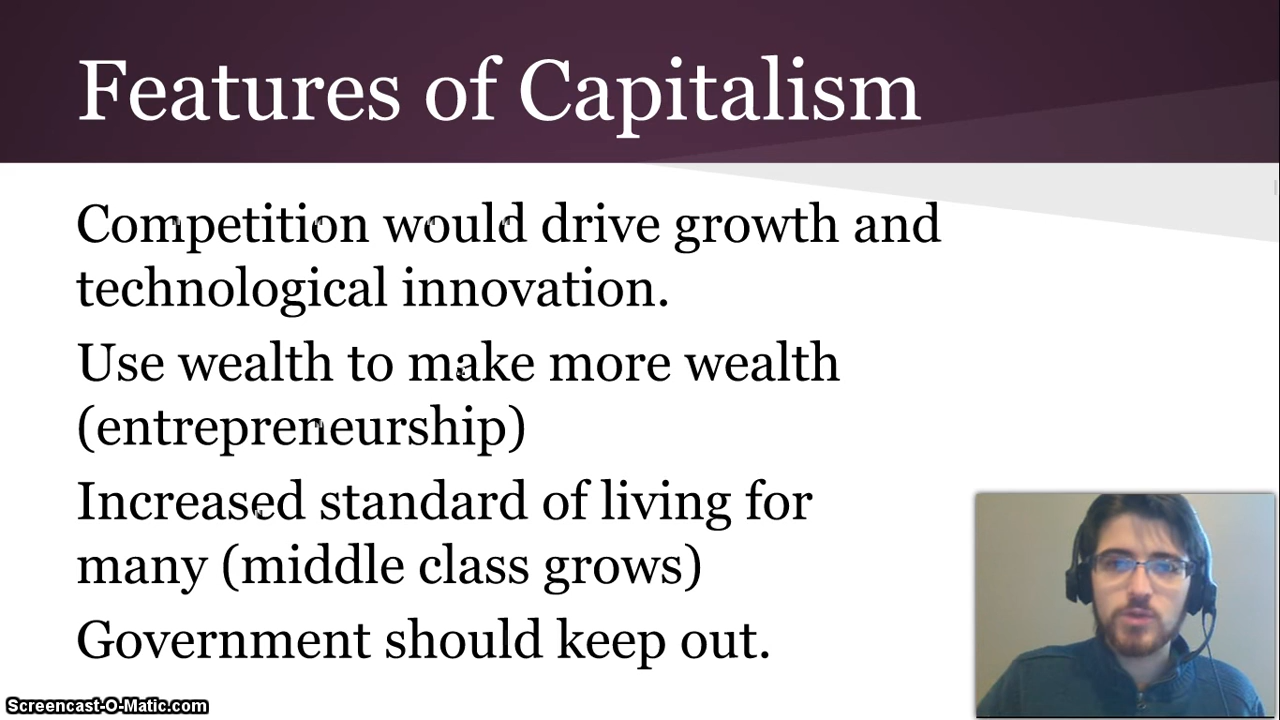 Features of Capitalism
Competition would drive growth and
technological innovation.
Use wealth to make more wealth
(entrepreneurship)
Increased standard of living for
many (middle class grows)
Government should keep out.
Screencast-O-Matic.com